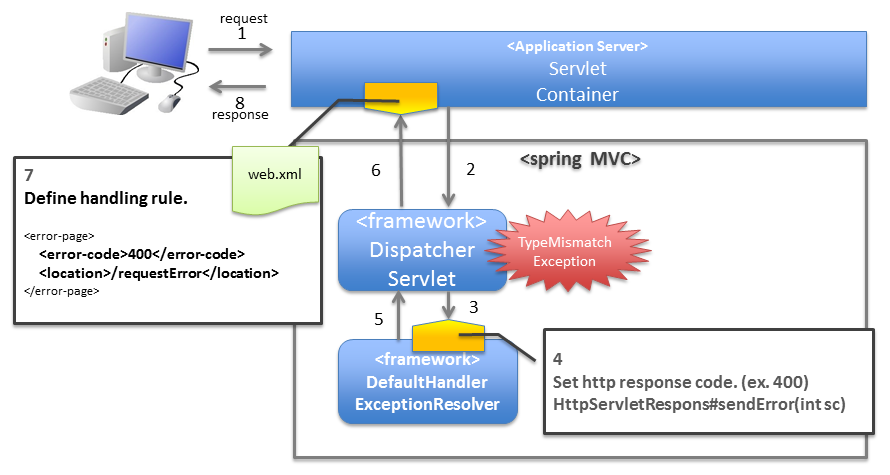 request
1
8
response
<Application Server>
Servlet
Container
<spring MVC>
7
Define handling rule.
web.xml
<error-page>
<error-code>400</error-code>
<location>/requestError</location>
</error-page>
6
2
<framework>
Dispatcher
Servlet
TypeMismatch
Exception
5
3
<framework>
DefaultHandler
ExceptionResolver
4
Set http response code. (ex. 400)
HttpServletRespons#sendError(int sc)